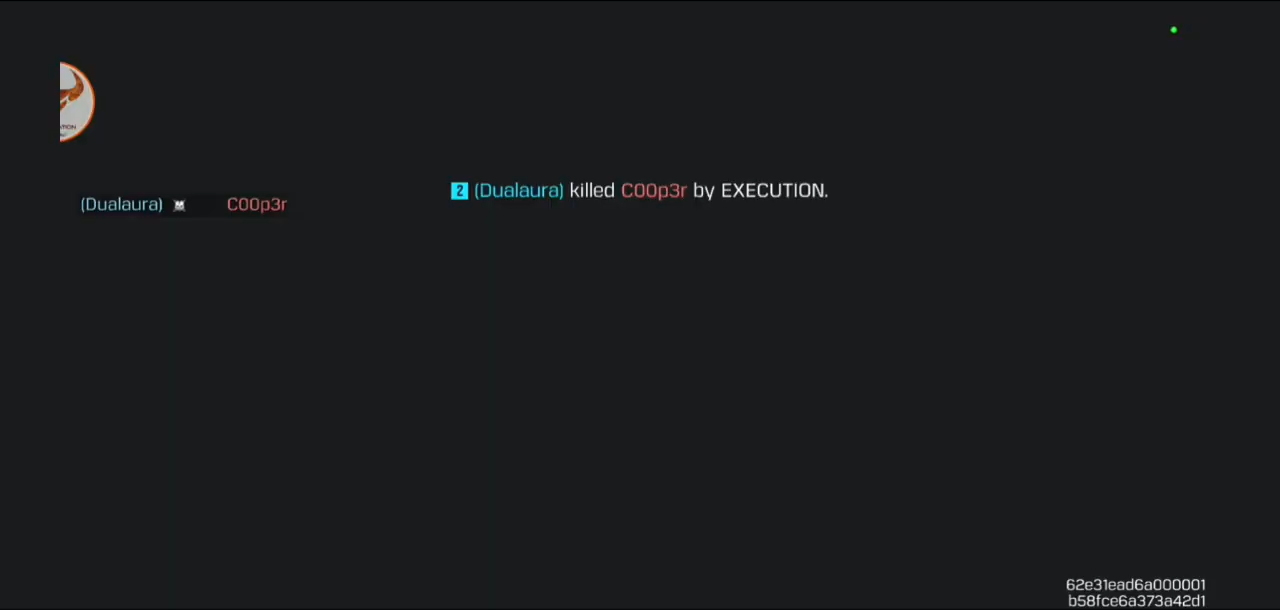 (Dualaura) C00p3r
2 (Dualaura) killed C00p3r by EXECUTION.
62e31ead6a000001
b58fce6a373a42d1